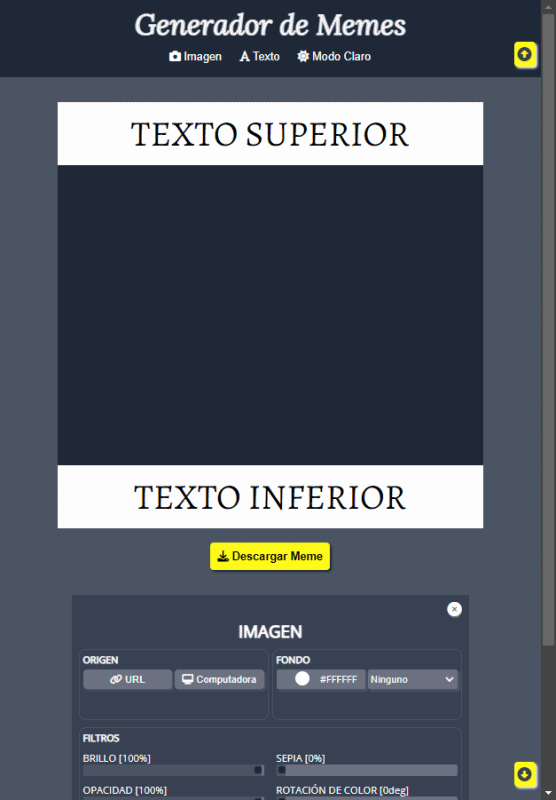 Generador de Memes
Imagen Texto Modo Claro
TEXTO SUPERIOR
TEXTO INFERIOR
Descargar Meme
IMAGEN
ORIGEN
URL Computadora
FONDO
#FFFFFF Ninguno
FILTROS
BRILLO [100%] SEPIA [0%]
OPACIDAD [100%] ROTACIÓN DE COLOR [0deg]